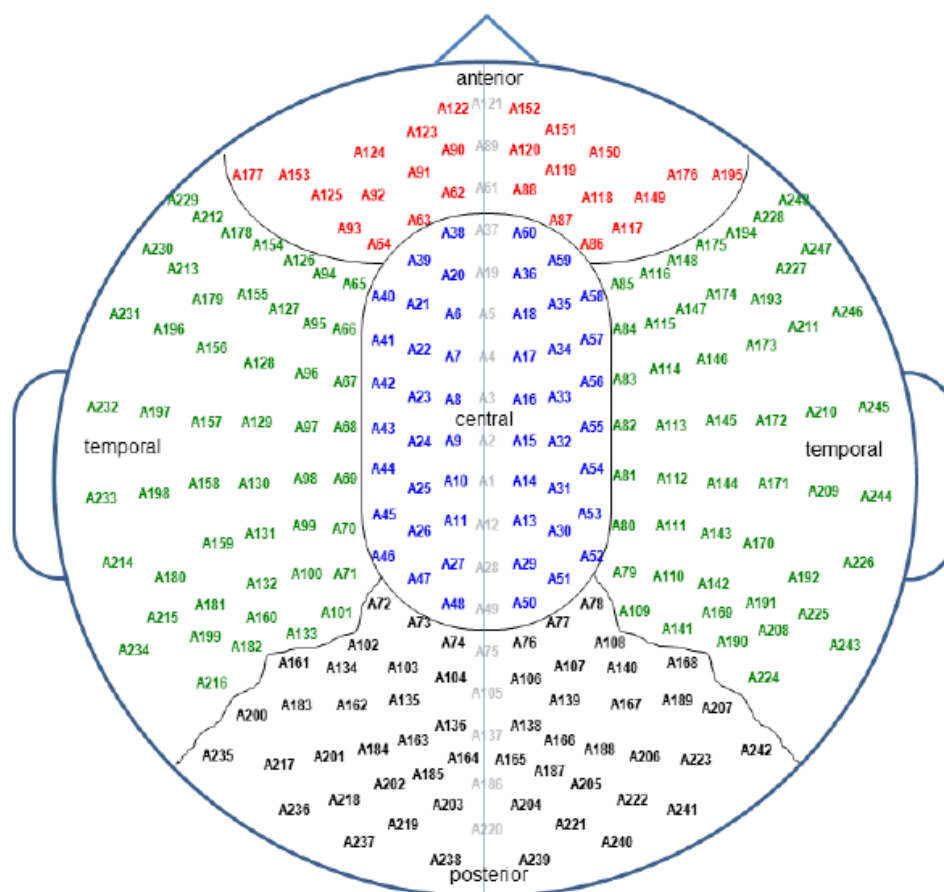 anterior
A122 A121 A152
A123 A151
A124 A90 A89 A120 A150
A177 A153 A91 A119 A176 A195
A125 A92 A62 A61 A88 A118 A149
A229 A212 A178 A154 A93 A64 A63 A38 A37 A60 A87 A86 A117 A175 A194 A228 A248
A230 A213 A126 A94 A65 A39 A20 A19 A36 A59 A85 A116 A148 A227 A247
A231 A179 A155 A127 A95 A66 A40 A21 A6 A5 A18 A35 A58 A84 A115 A147 A174 A193 A246
A196 A156 A128 A41 A22 A7 A4 A17 A34 A57 A114 A146 A173 A211
A96 A67 A42 A23 A8 A3 A16 A33 A56 A83
A232 A197 A157 A129 A97 A68 A43 central A55 A82 A113 A145 A172 A210 A245
temporal A24 A9 A2 A15 A32 temporal
A233 A198 A158 A130 A98 A69 A44 A25 A10 A1 A14 A31 A54 A81 A112 A144 A171 A209 A244
A159 A131 A99 A70 A45 A26 A11 A12 A13 A30 A53 A80 A111 A143 A170
A214 A180 A132 A100 A71 A46 A47 A27 A28 A29 A51 A52 A79 A110 A142 A192 A226
A215 A181 A160 A101 A72 A48 A49 A50 A78 A109 A169 A191 A225
A234 A199 A182 A133 A102 A73 A74 A75 A76 A77 A108 A141 A190 A208 A243
A216 A161 A134 A103 A104 A106 A107 A140 A168 A224
A200 A183 A162 A135 A105 A139 A167 A189 A207
A235 A217 A201 A184 A163 A136 A137 A138 A166 A188 A206 A223 A242
A202 A185 A164 A186 A165 A187 A205
A236 A218 A203 A204 A222 A241
A237 A219 A220 A221 A240
A238 A239
posterior